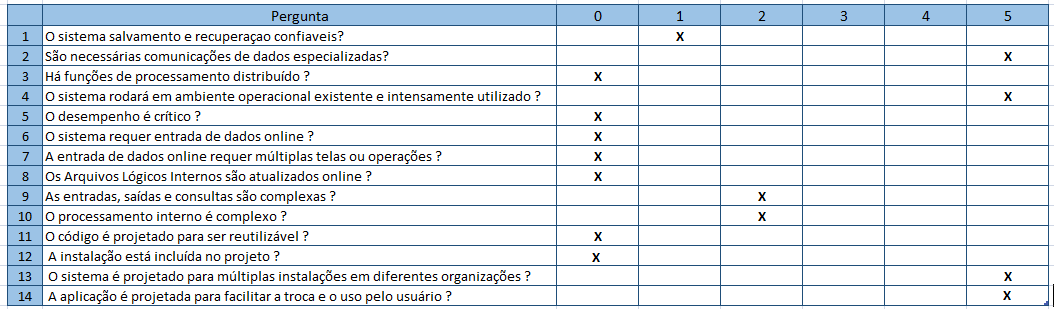 Pergunta 0 1 2 3 4 5
1 O sistema salvamento e recuperaçao confiaveis? X
2 São necessárias comunicações de dados especializadas? X
3 Há funções de processamento distribuído ? X
4 O sistema rodará em ambiente operacional existente e intensamente utilizado ? X
5 O desempenho é crítico ? X
6 O sistema requer entrada de dados online ? X
7 A entrada de dados online requer múltiplas telas ou operações ? X
8 Os Arquivos Lógicos Internos são atualizados online ? X
9 As entradas, saídas e consultas são complexas ? X
10 O processamento interno é complexo ? X
11 O código é projetado para ser reutilizável ? X
12 A instalação está incluída no projeto ? X
13 O sistema é projetado para múltiplas instalações em diferentes organizações ? X
14 A aplicação é projetada para facilitar a troca e o uso pelo usuário ? X